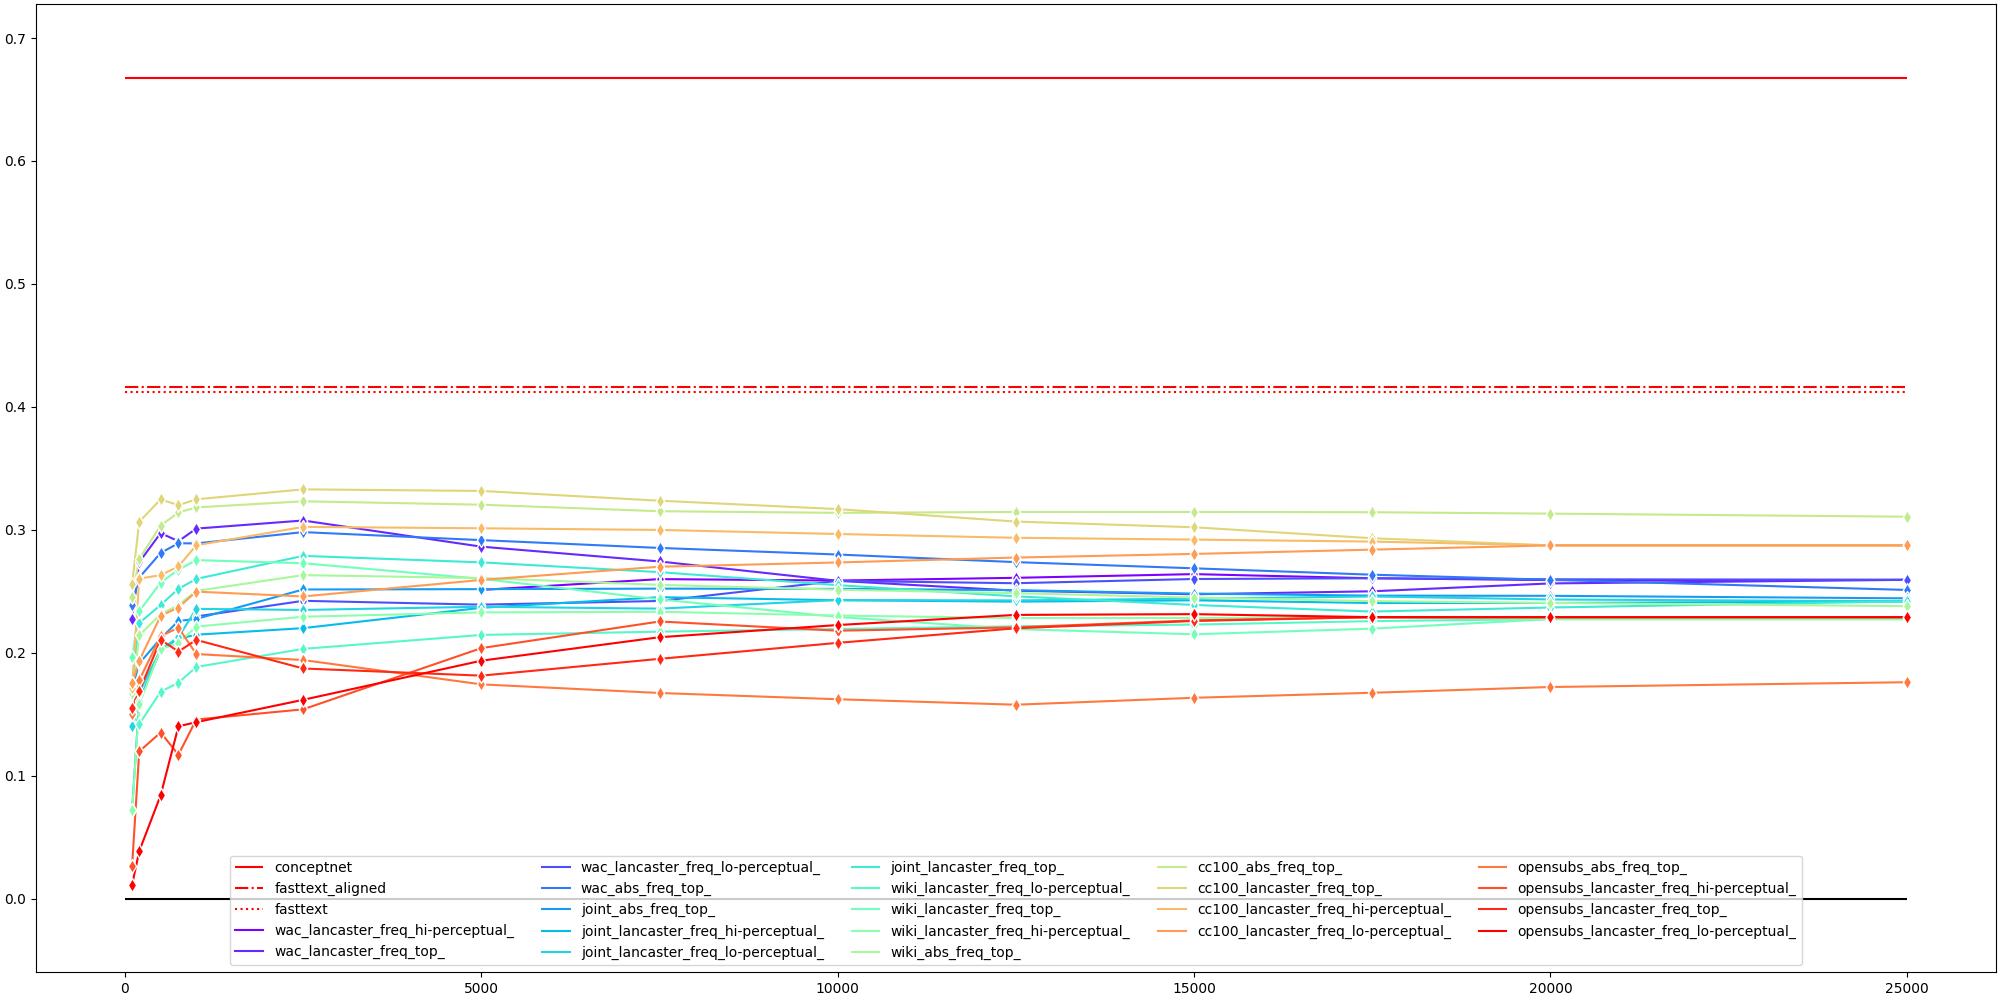 0.7
0.6
0.5
0.4
0.3
0.2
0.1
0.0
conceptnet
fasttext_aligned
fasttext
wac_lancaster_freq_hi-perceptual_
wac_lancaster_freq_top_
wac_lancaster_freq_lo-perceptual_
wac_abs_freq_top_
joint_abs_freq_top_
joint_lancaster_freq_hi-perceptual_
joint_lancaster_freq_lo-perceptual_
joint_lancaster_freq_top_
wiki_lancaster_freq_lo-perceptual_
wiki_lancaster_freq_top_
wiki_lancaster_freq_hi-perceptual_
wiki_abs_freq_top_
cc100_abs_freq_top_
cc100_lancaster_freq_top_
cc100_lancaster_freq_hi-perceptual_
cc100_lancaster_freq_lo-perceptual_
opensubs_abs_freq_top_
opensubs_lancaster_freq_hi-perceptual_
opensubs_lancaster_freq_top_
opensubs_lancaster_freq_lo-perceptual_
0 5000 10000 15000 20000 25000